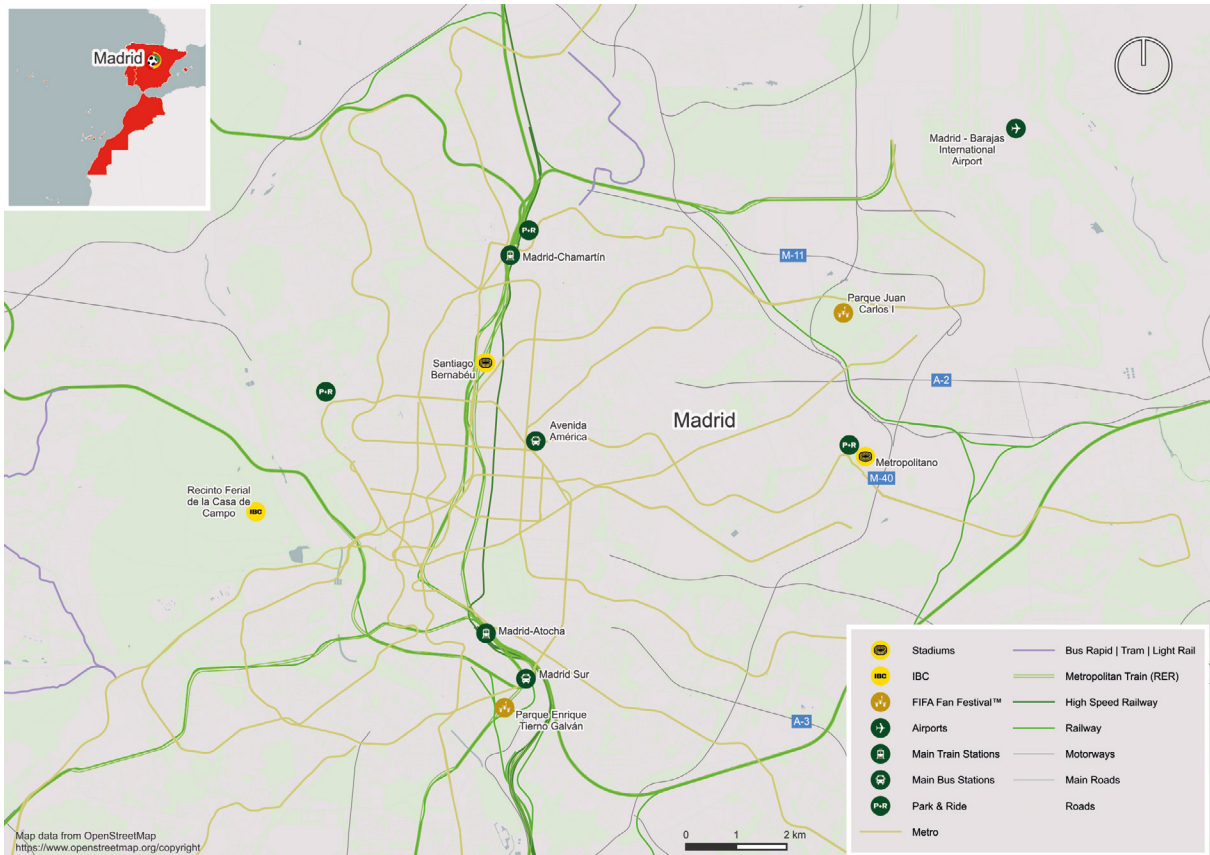 Madrid
Madrid - Barajas
International
Airport
P+R
Madrid-Chamartín
M-11
Parque Juan
Carlos I
Santiago
Bernabéu
A-2
P+R
Madrid
Avenida
América
P+R
Metropolitano
M-40
Recinto Ferial
de la Casa de
Campo
IBC
Madrid-Atocha
Madrid Sur
Parque Enrique
Tierno Galván
A-3
Stadiums
Bus Rapid | Tram | Light Rail
IBC
IBC
Metropolitan Train (RER)
FIFA Fan Festival™
High Speed Railway
Airports
Railway
Main Train Stations
Motorways
Main Bus Stations
Main Roads
P+R
Park & Ride
Roads
Metro
Map data from OpenStreetMap
https://www.openstreetmap.org/copyright
0 1 2 km